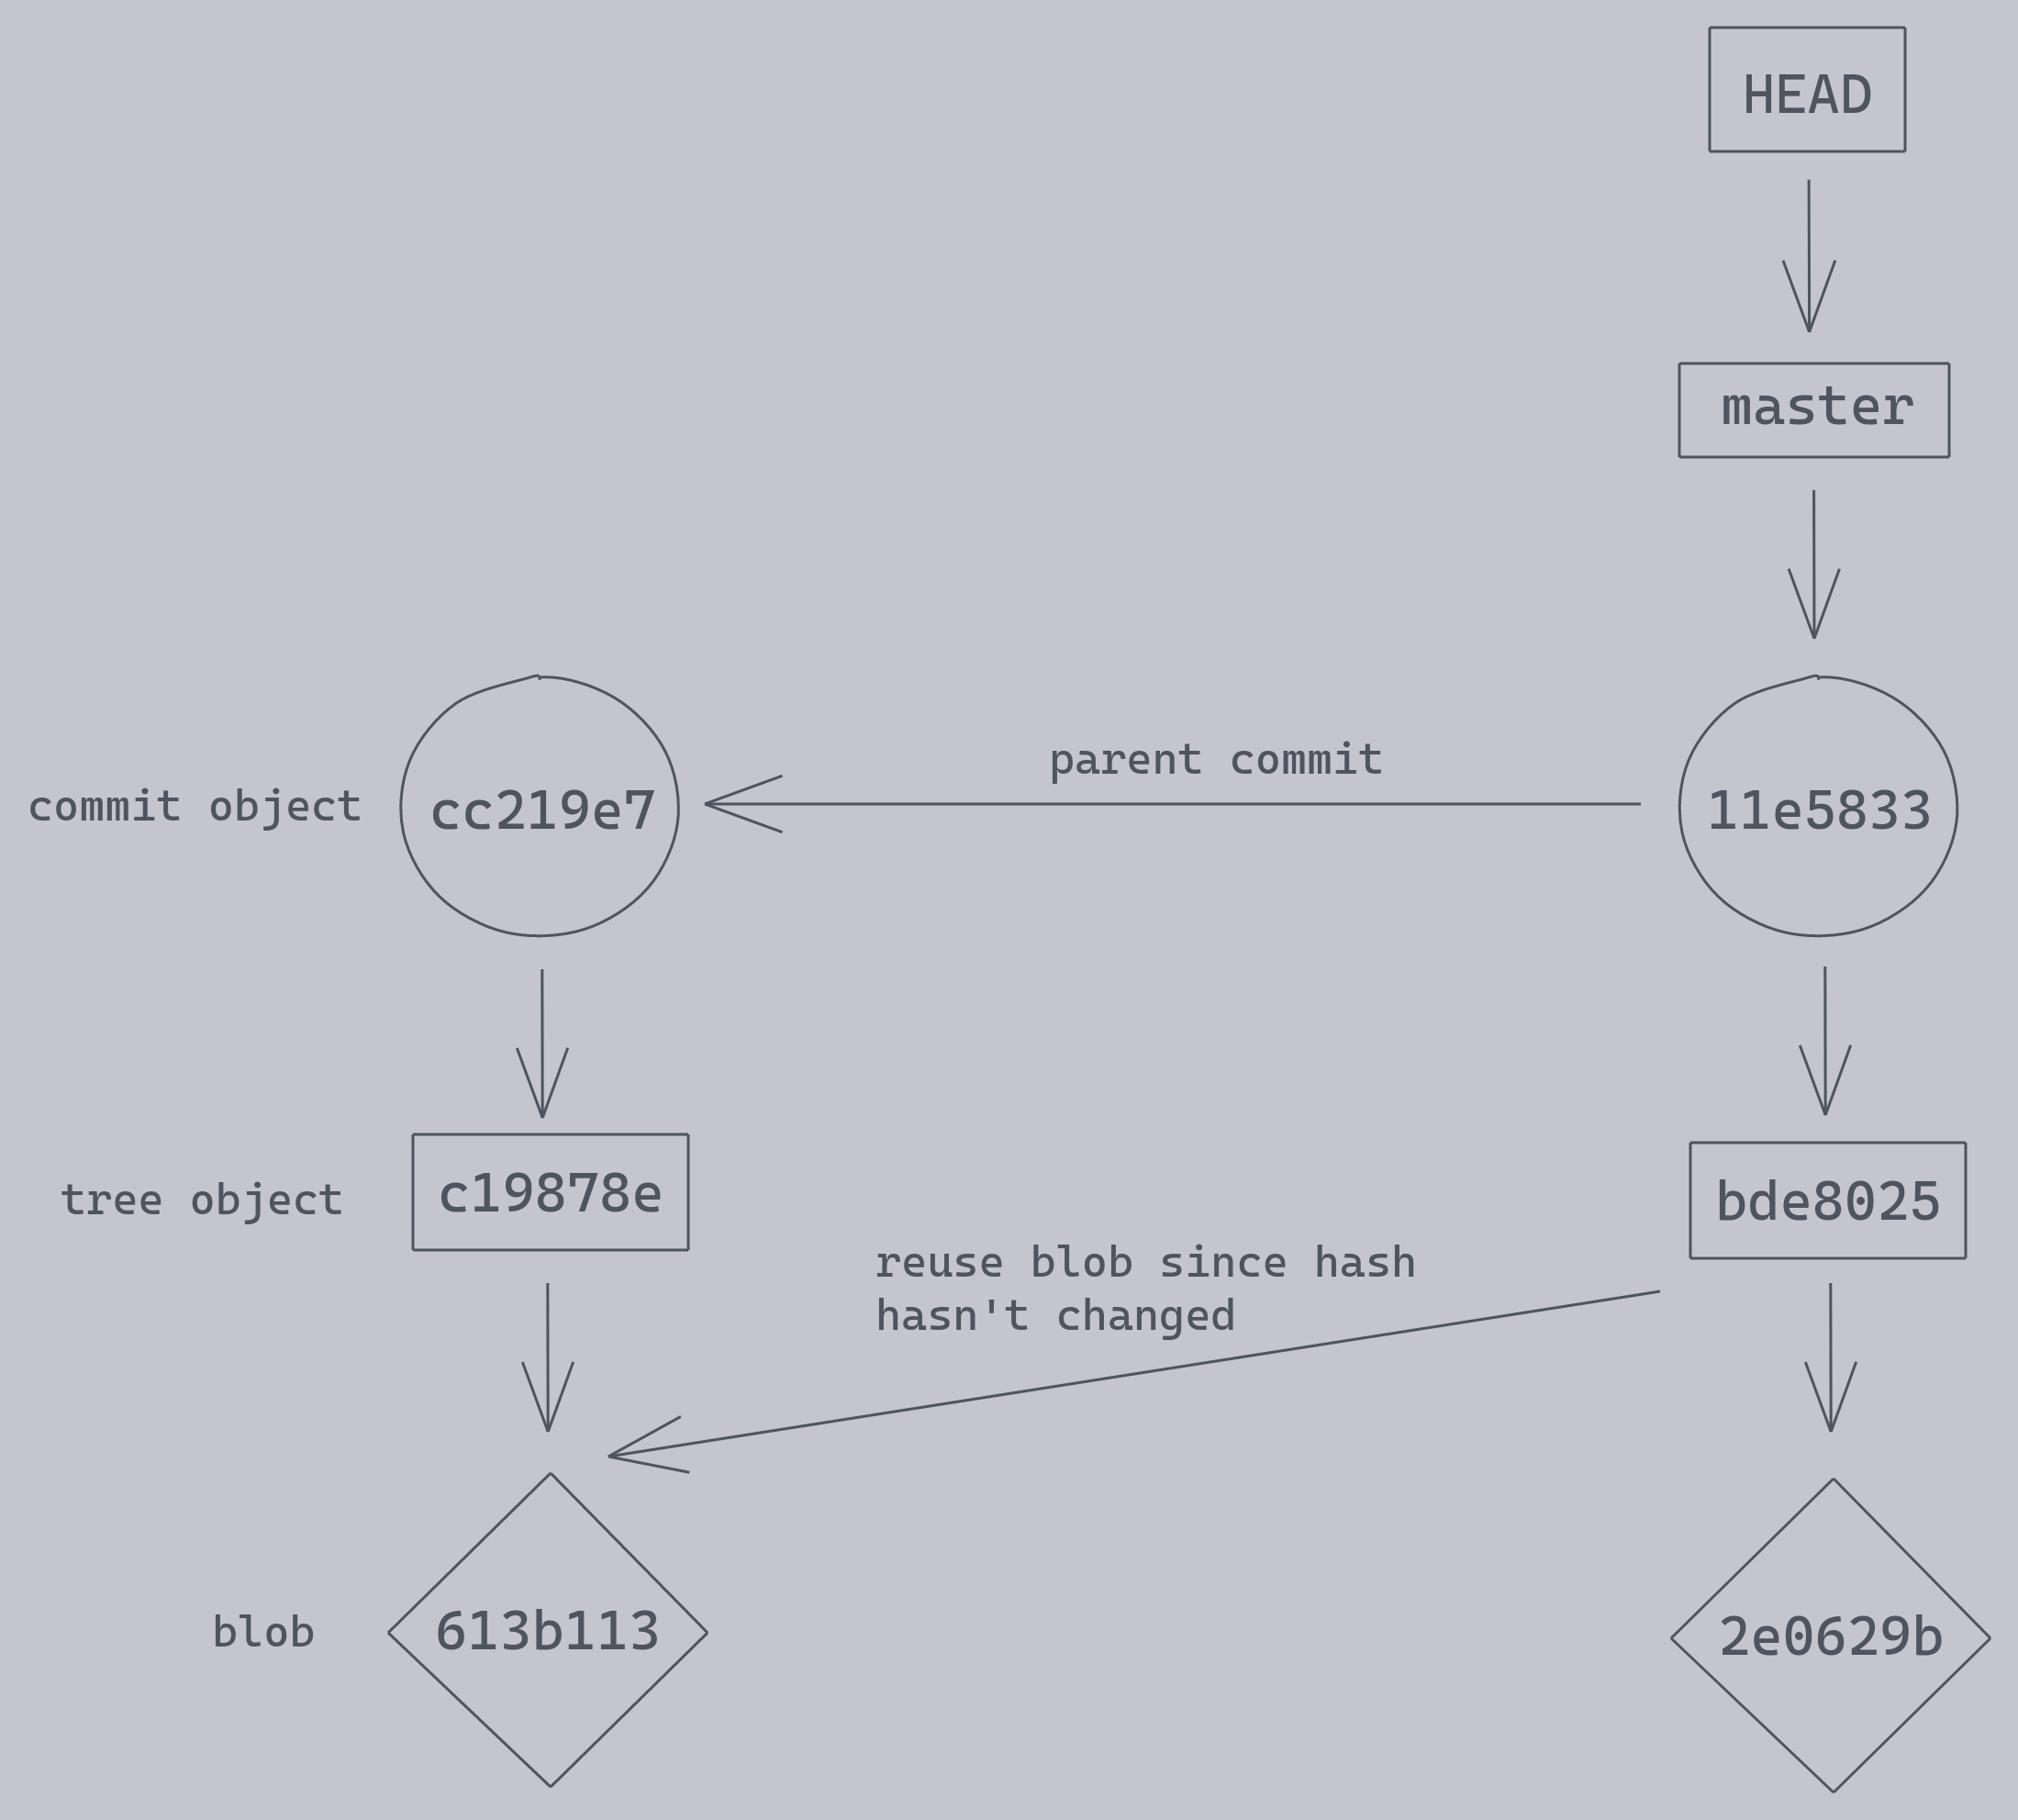 HEAD
master
parent commit
commit object
cc219e7
11e5833
tree object
c19878e
bde8025
reuse blob since hash
hasn't changed
blob
613b113
2e0629b